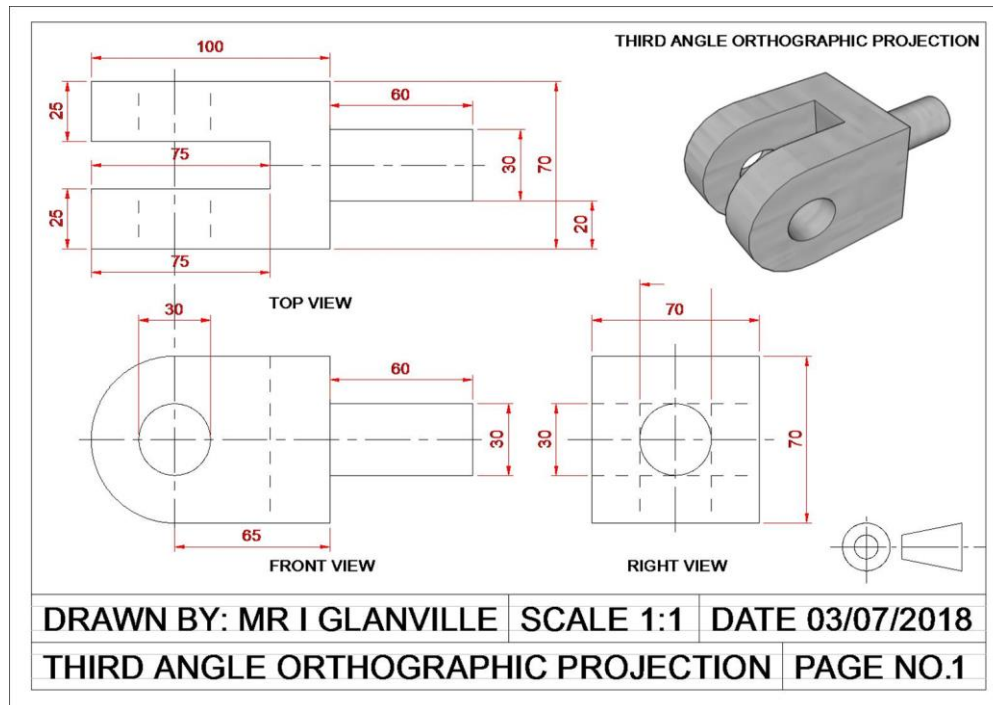 THIRD ANGLE ORTHOGRAPHIC PROJECTION
100
60
25
75
30
70
25
20
75
TOP VIEW
30
70
60
30
30
70
65
FRONT VIEW
RIGHT VIEW
DRAWN BY: MR I GLANVILLE SCALE 1:1 DATE 03/07/2018
THIRD ANGLE ORTHOGRAPHIC PROJECTION PAGE NO.1